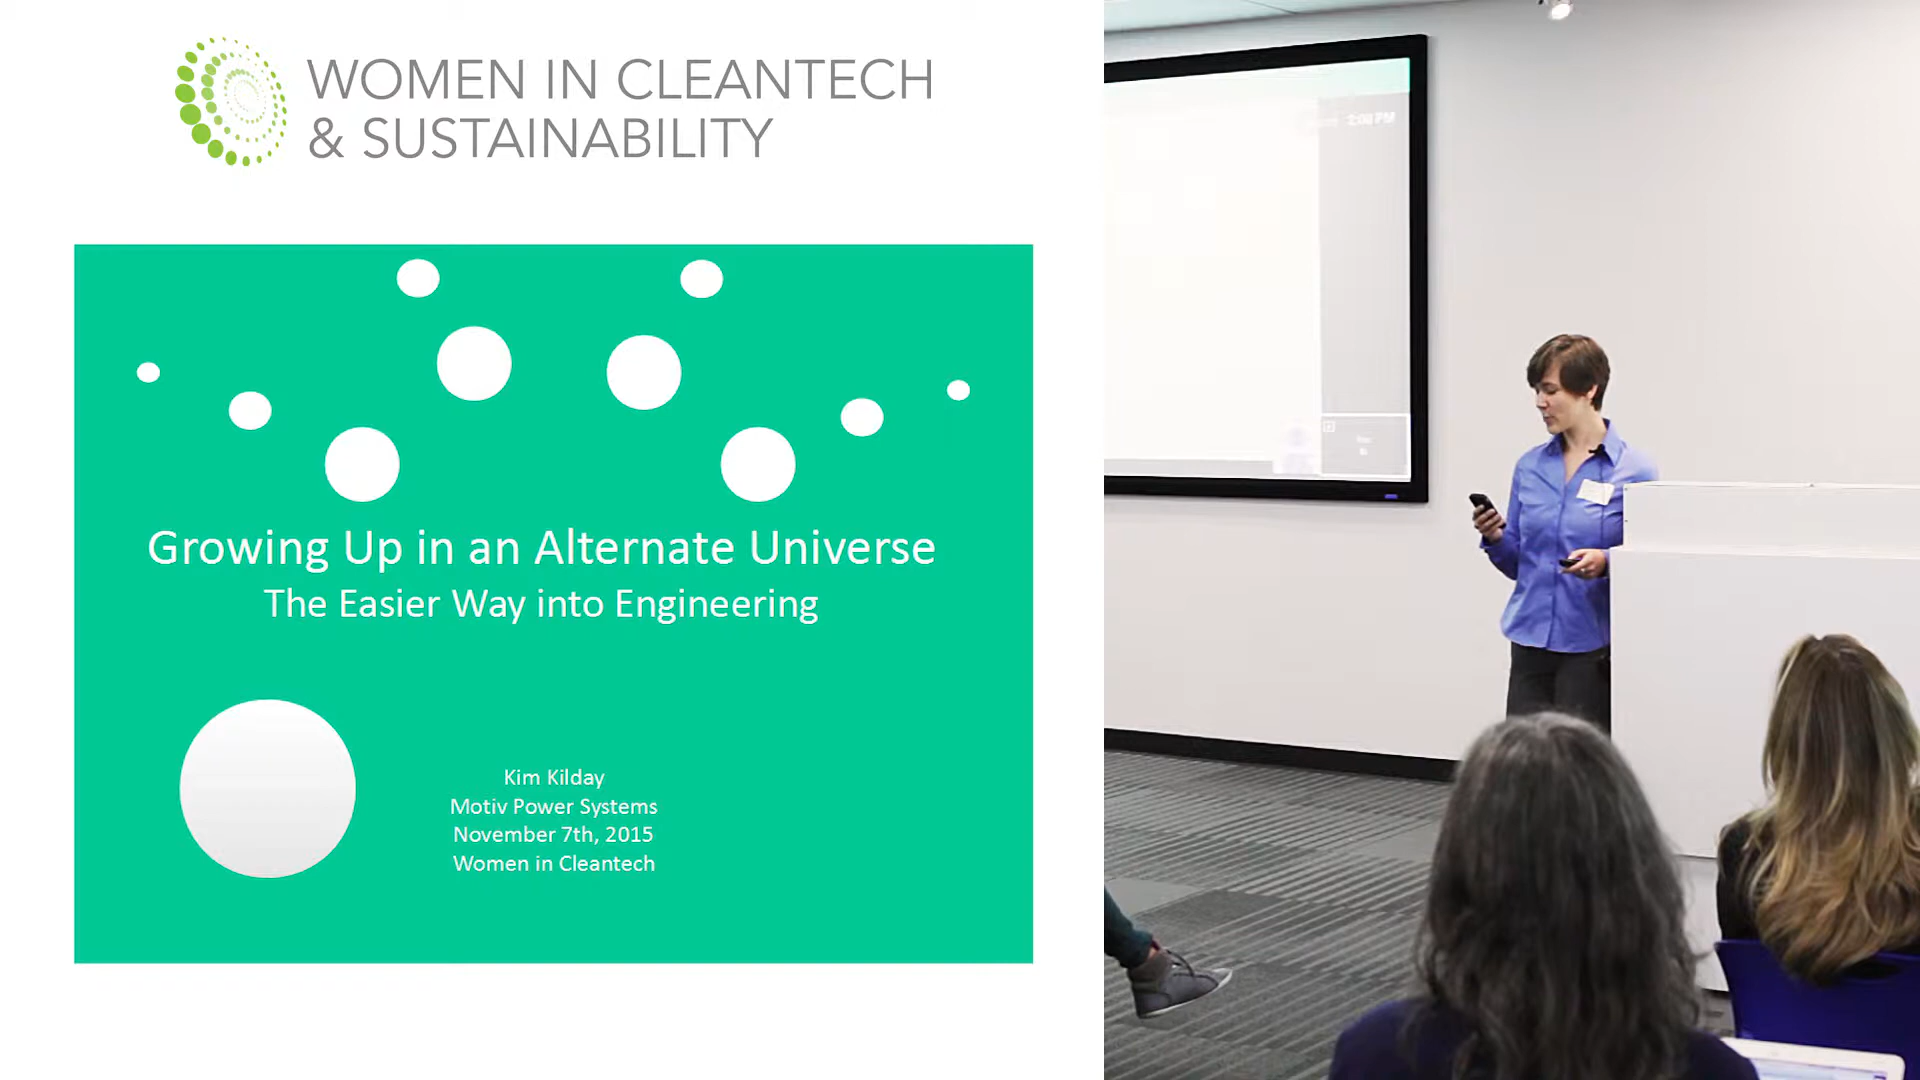 WOMEN IN CLEANTECH
& SUSTAINABILITY
Growing Up in an Alternate Universe
The Easier Way into Engineering
Kim Kilday
Motiv Power Systems
November 7th, 2015
Women in Cleantech